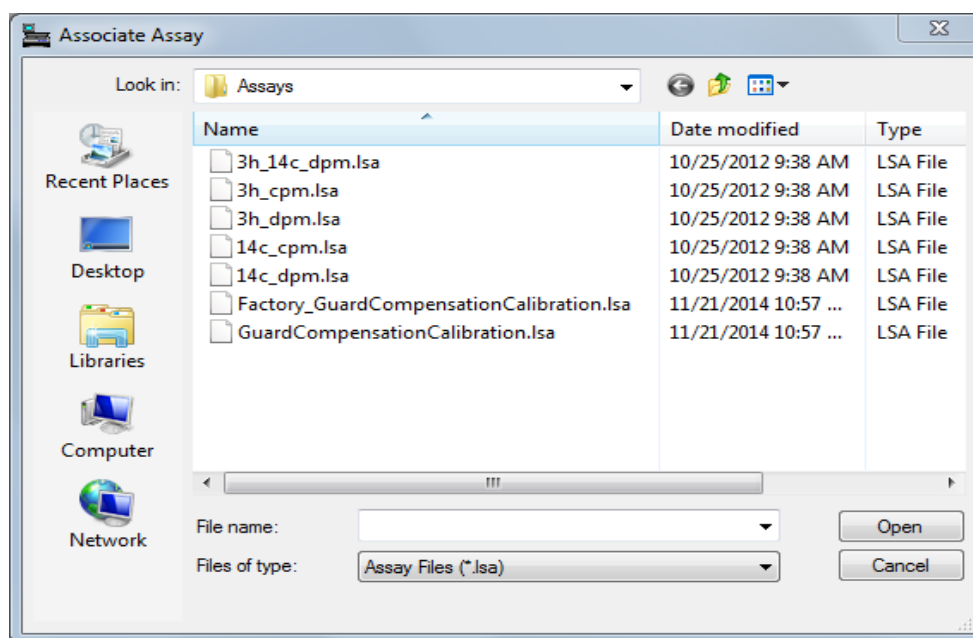 Associate Assay
Look in: Assays
Name Date modified Type
3h_14c_dpm.lsa 10/25/2012 9:38 AM LSA File
3h_cpm.lsa 10/25/2012 9:38 AM LSA File
3h_dpm.lsa 10/25/2012 9:38 AM LSA File
14c_cpm.lsa 10/25/2012 9:38 AM LSA File
14c_dpm.lsa 10/25/2012 9:38 AM LSA File
Factory_GuardCompensationCalibration.lsa 11/21/2014 10:57 ... LSA File
GuardCompensationCalibration.lsa 11/21/2014 10:57 ... LSA File
Recent Places
Desktop
Libraries
Computer
Network
File name: Open
Files of type: Assay Files (*.lsa) Cancel